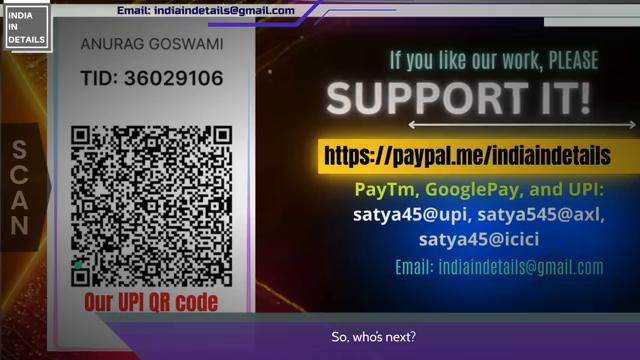 INDIA
IN
DETAILS
Email: indiaindetails@gmail.com
ANURAG GOSWAMI
TID: 36029106
SCAN
Our UPI QR code
If you like our work, PLEASE
SUPPORT IT!
https://paypal.me/indiaindetails
PayTm, GooglePay, and UPI:
satya45@upi, satya545@axl,
satya45@icici
Email: indiaindetails@gmail.com
So, who's next?